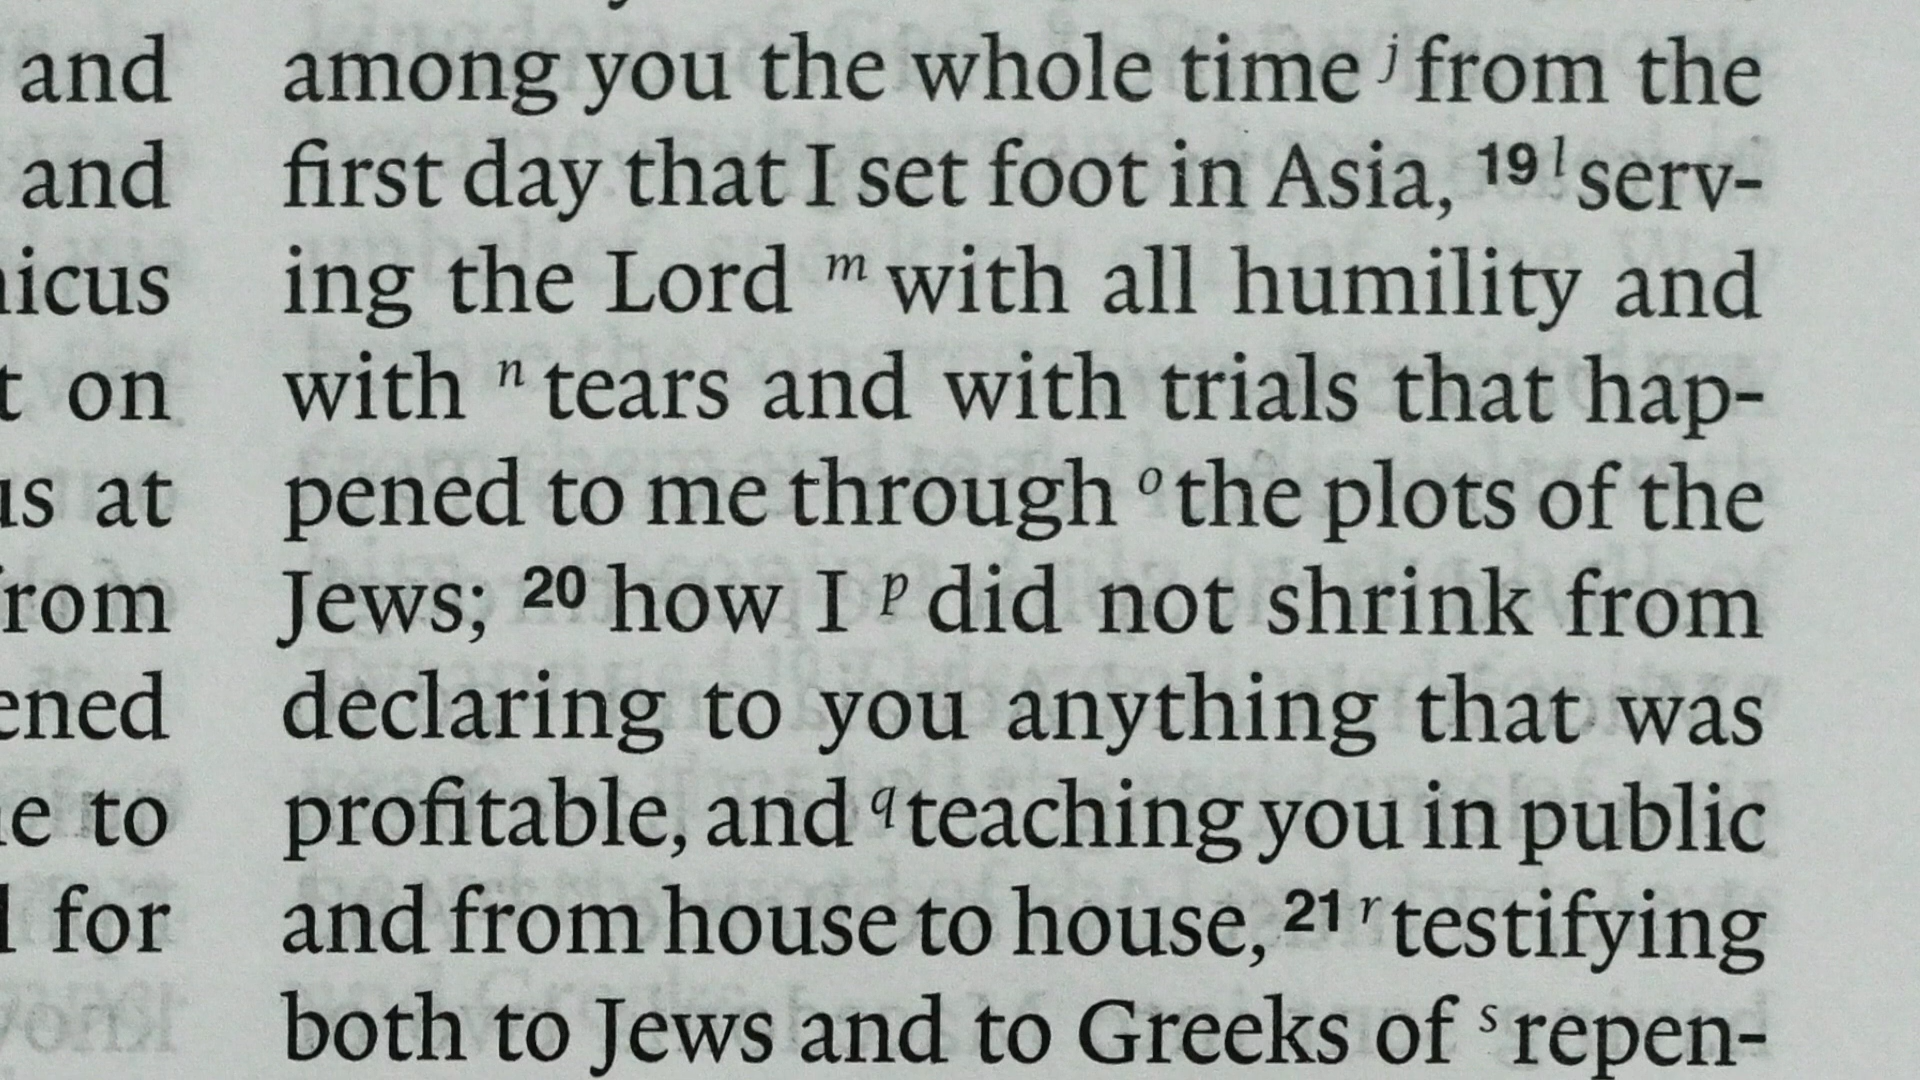 and
and
on
at
to
for
among you the whole time j from the
first day that I set foot in Asia, 19 l serv-
ing the Lord m with all humility and
with n tears and with trials that hap-
pened to me through o the plots of the
Jews; 20 how I p did not shrink from
declaring to you anything that was
profitable, and q teaching you in public
and from house to house, 21 r testifying
both to Jews and to Greeks of s repen-